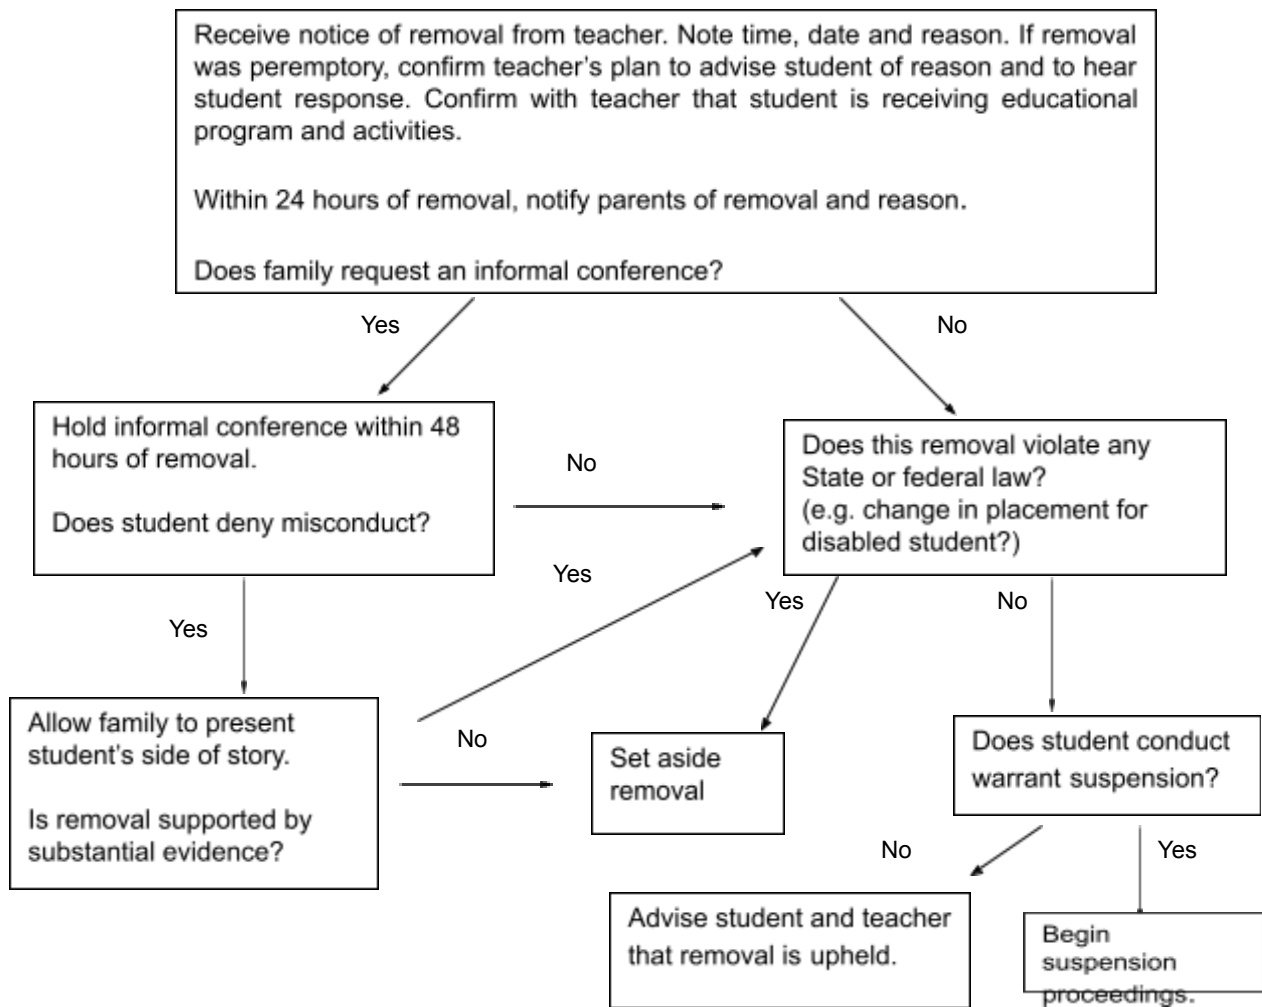 Receive notice of removal from teacher. Note time, date and reason. If removal
was peremptory, confirm teacher's plan to advise student of reason and to hear
student response. Confirm with teacher that student is receiving educational
program and activities.
Within 24 hours of removal, notify parents of removal and reason.
Does family request an informal conference?
Yes
No
Hold informal conference within 48
hours of removal.
Does student deny misconduct?
No
Does this removal violate any
State or federal law?
(e.g. change in placement for
disabled student?)
Yes
Yes
Yes
No
Allow family to present
student's side of story.
Is removal supported by
substantial evidence?
No
Set aside
removal
Does student conduct
warrant suspension?
No
Yes
Advise student and teacher
that removal is upheld.
Begin
suspension
proceedings.